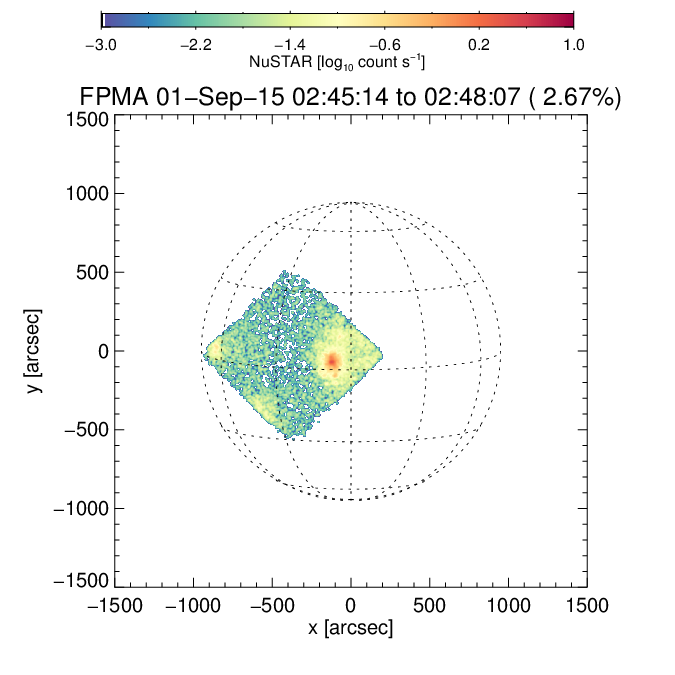 −3.0 −2.2 −1.4 −0.6 0.2 1.0
NuSTAR [log₁₀ count s⁻¹]
FPMA 01−Sep−15 02:45:14 to 02:48:07 ( 2.67%)
1500
1000
500
0
−500
−1000
−1500
y [arcsec]
−1500 −1000 −500 0 500 1000 1500
x [arcsec]